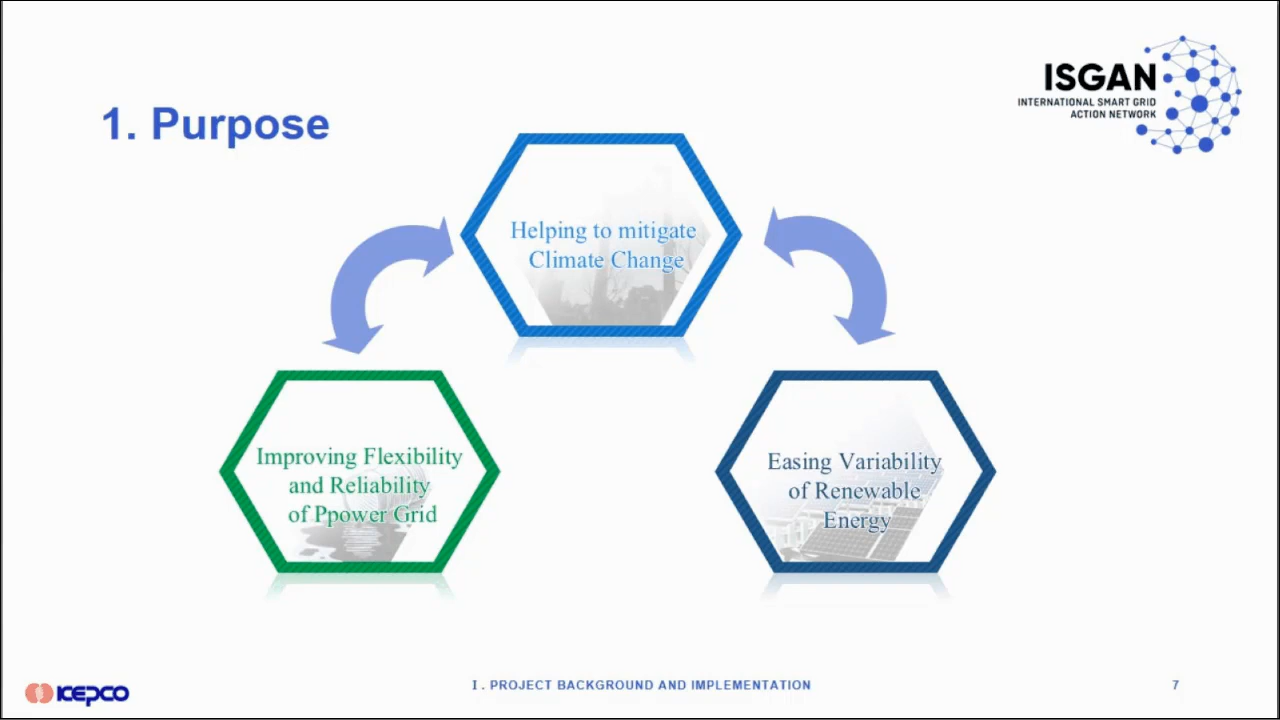 ISGAN
INTERNATIONAL SMART GRID
ACTION NETWORK
1. Purpose
Helping to mitigate
Climate Change
Improving Flexibility
and Reliability
of Ppower Grid
Easing Variability
of Renewable
Energy
KEPCO
I. PROJECT BACKGROUND AND IMPLEMENTATION
7